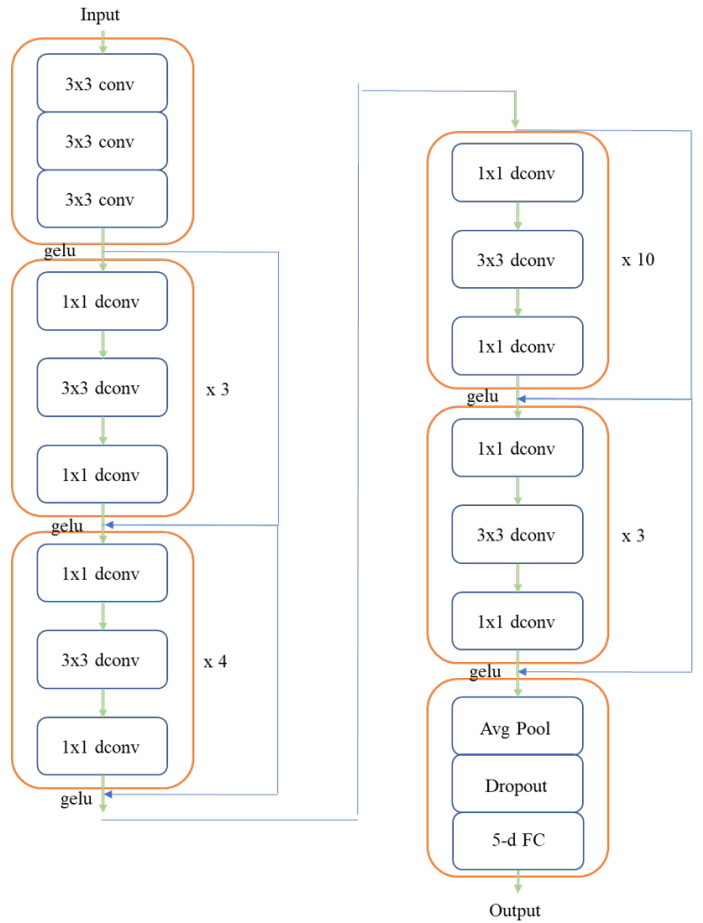 Input
3x3 conv
3x3 conv
3x3 conv
gelu
1x1 dconv
3x3 dconv
x 3
1x1 dconv
gelu
1x1 dconv
3x3 dconv
x 4
1x1 dconv
gelu
1x1 dconv
3x3 dconv
x 10
1x1 dconv
gelu
1x1 dconv
3x3 dconv
x 3
1x1 dconv
gelu
Avg Pool
Dropout
5-d FC
Output